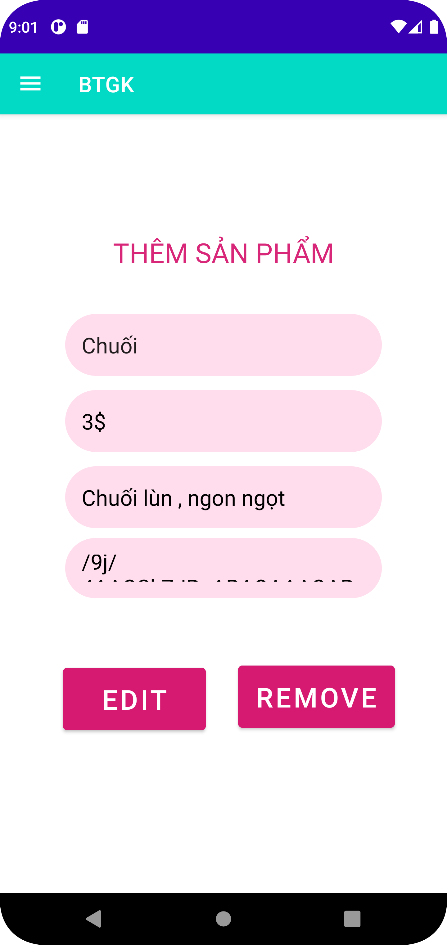 9:01
BTGK
THÊM SẢN PHẨM
Chuối
3$
Chuối lùn , ngon ngọt
/9j/
EDIT
REMOVE